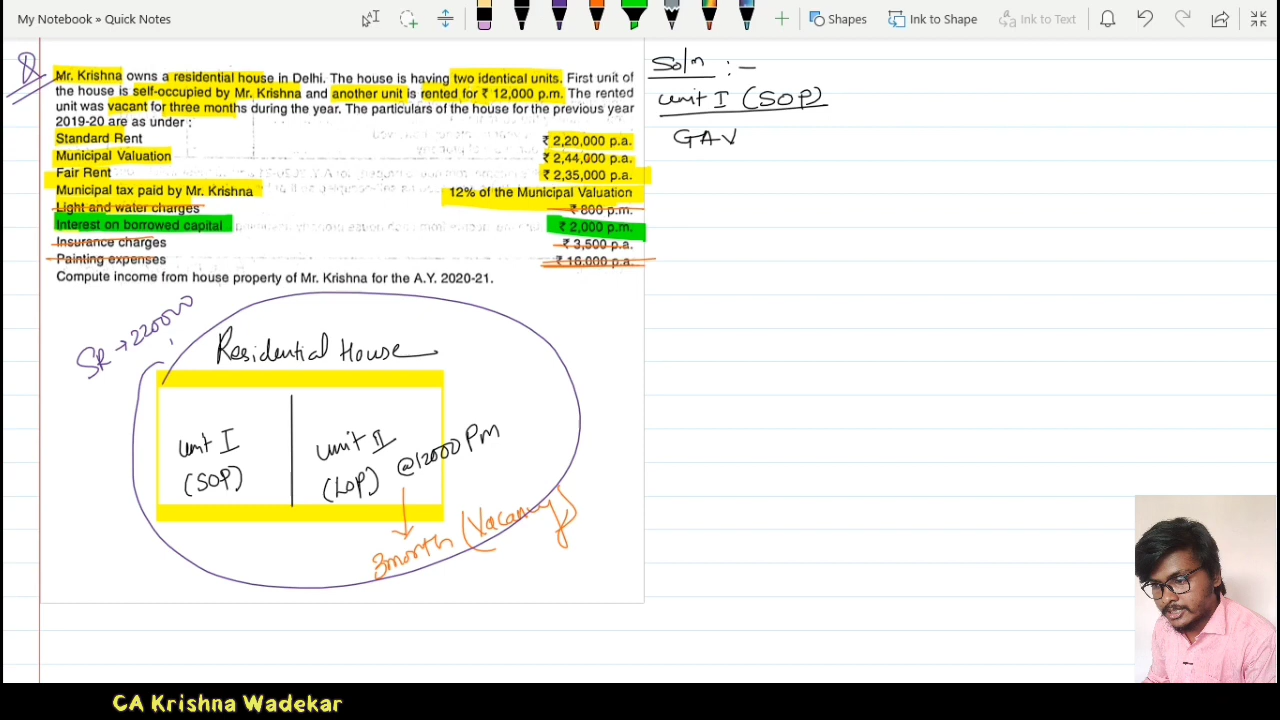 My Notebook » Quick Notes
Shapes
Ink to Shape
Ink to Text
Q
Mr. Krishna owns a residential house in Delhi. The house is having two identical units. First unit of
the house is self-occupied by Mr. Krishna and another unit is rented for ₹ 12,000 p.m. The rented
unit was vacant for three months during the year. The particulars of the house for the previous year
2019-20 are as under :
Standard Rent ₹ 2,20,000 p.a.
Municipal Valuation ₹ 2,44,000 p.a.
Fair Rent ₹ 2,35,000 p.a.
Municipal tax paid by Mr. Krishna 12% of the Municipal Valuation
Light and water charges ₹ 800 p.m.
Interest on borrowed capital ₹ 2,000 p.m.
Insurance charges ₹ 3,500 p.a.
Painting expenses ₹ 16,000 p.a.
Compute income from house property of Mr. Krishna for the A.Y. 2020-21.
SR → 220000
Residential House
unit I
(SOP)
unit II
(LOP) @12000 Pm
3month (Vacancy)
Soln :-
unit I (SOP)
GAV
CA Krishna Wadekar